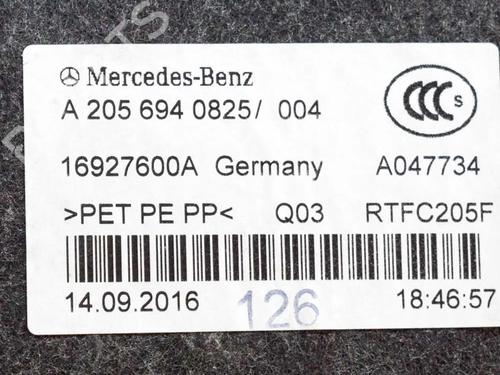 Mercedes-Benz
A 205 694 0825/ 004
CCC S
16927600A Germany A047734
>PET PE PP< Q03 RTFC205F
14.09.2016 126 18:46:57